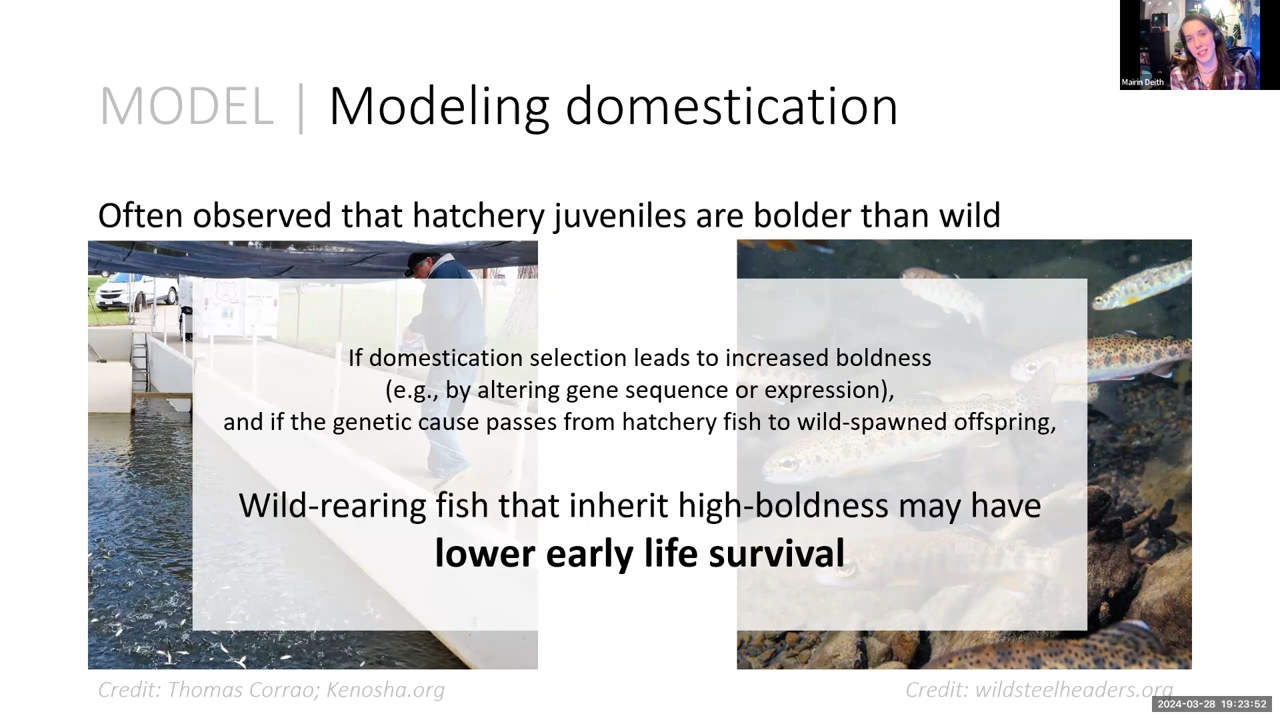 Mairin Deith
MODEL | Modeling domestication
Often observed that hatchery juveniles are bolder than wild
If domestication selection leads to increased boldness
(e.g., by altering gene sequence or expression),
and if the genetic cause passes from hatchery fish to wild-spawned offspring,
Wild-rearing fish that inherit high-boldness may have
lower early life survival
Credit: Thomas Corrao; Kenosha.org
Credit: wildsteelheaders.org
2024-03-28 19:23:52